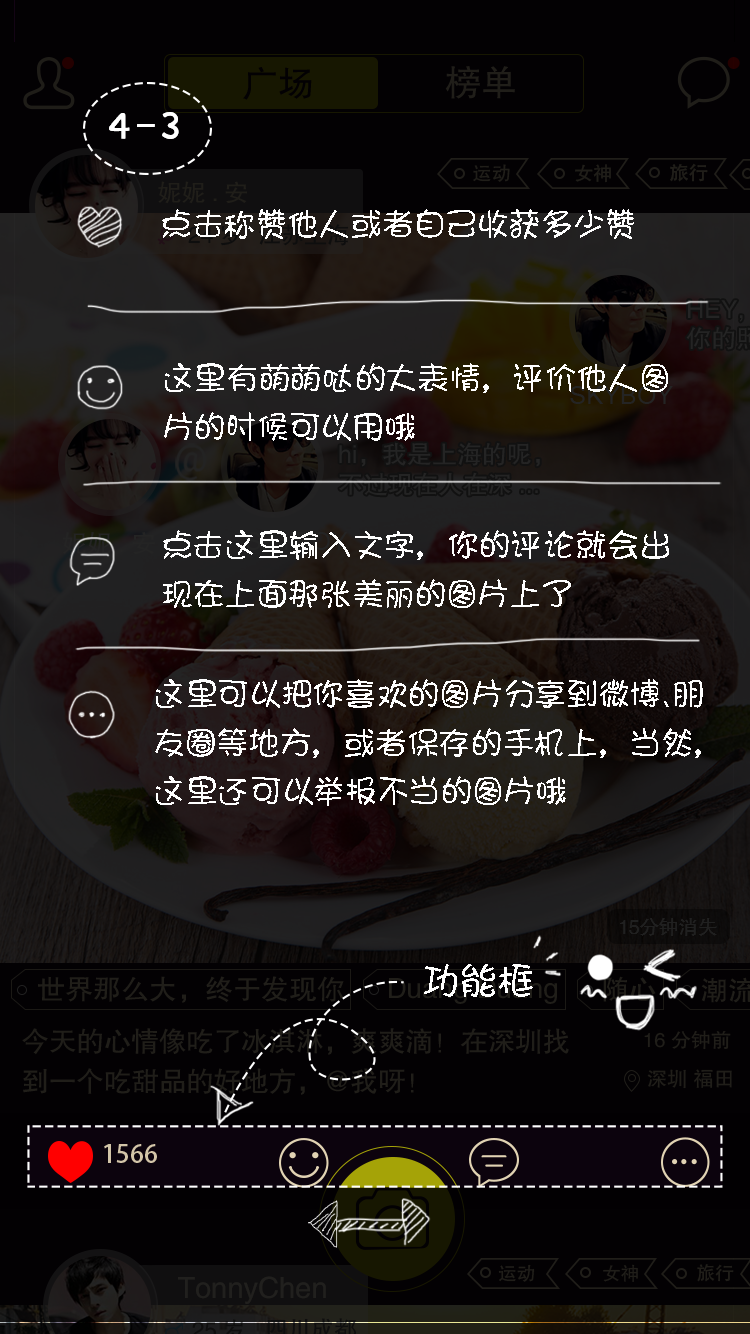 广场
榜单
4-3
运动
女神
旅行
妮妮.安
点击称赞他人或者自己收获多少赞
HEY,
你的照
这里有萌萌哒的大表情，评价他人图
SKYBOY
片的时候可以用哦
hi，我是上海的呢，
不过现在人在深 ...
点击这里输入文字，你的评论就会出
现在上面那张美丽的图片上了
这里可以把你喜欢的图片分享到微博、朋
友圈等地方，或者保存的手机上，当然，
这里还可以举报不当的图片哦
15分钟消失
功能框
世界那么大，终于发现你
随心
潮流
今天的心情像吃了冰淇淋，爽爽滴！在深圳找
16 分钟前
到一个吃甜品的好地方，@我呀！
深圳 福田
1566
运动
女神
旅行
TonnyChen
25岁 四川成都